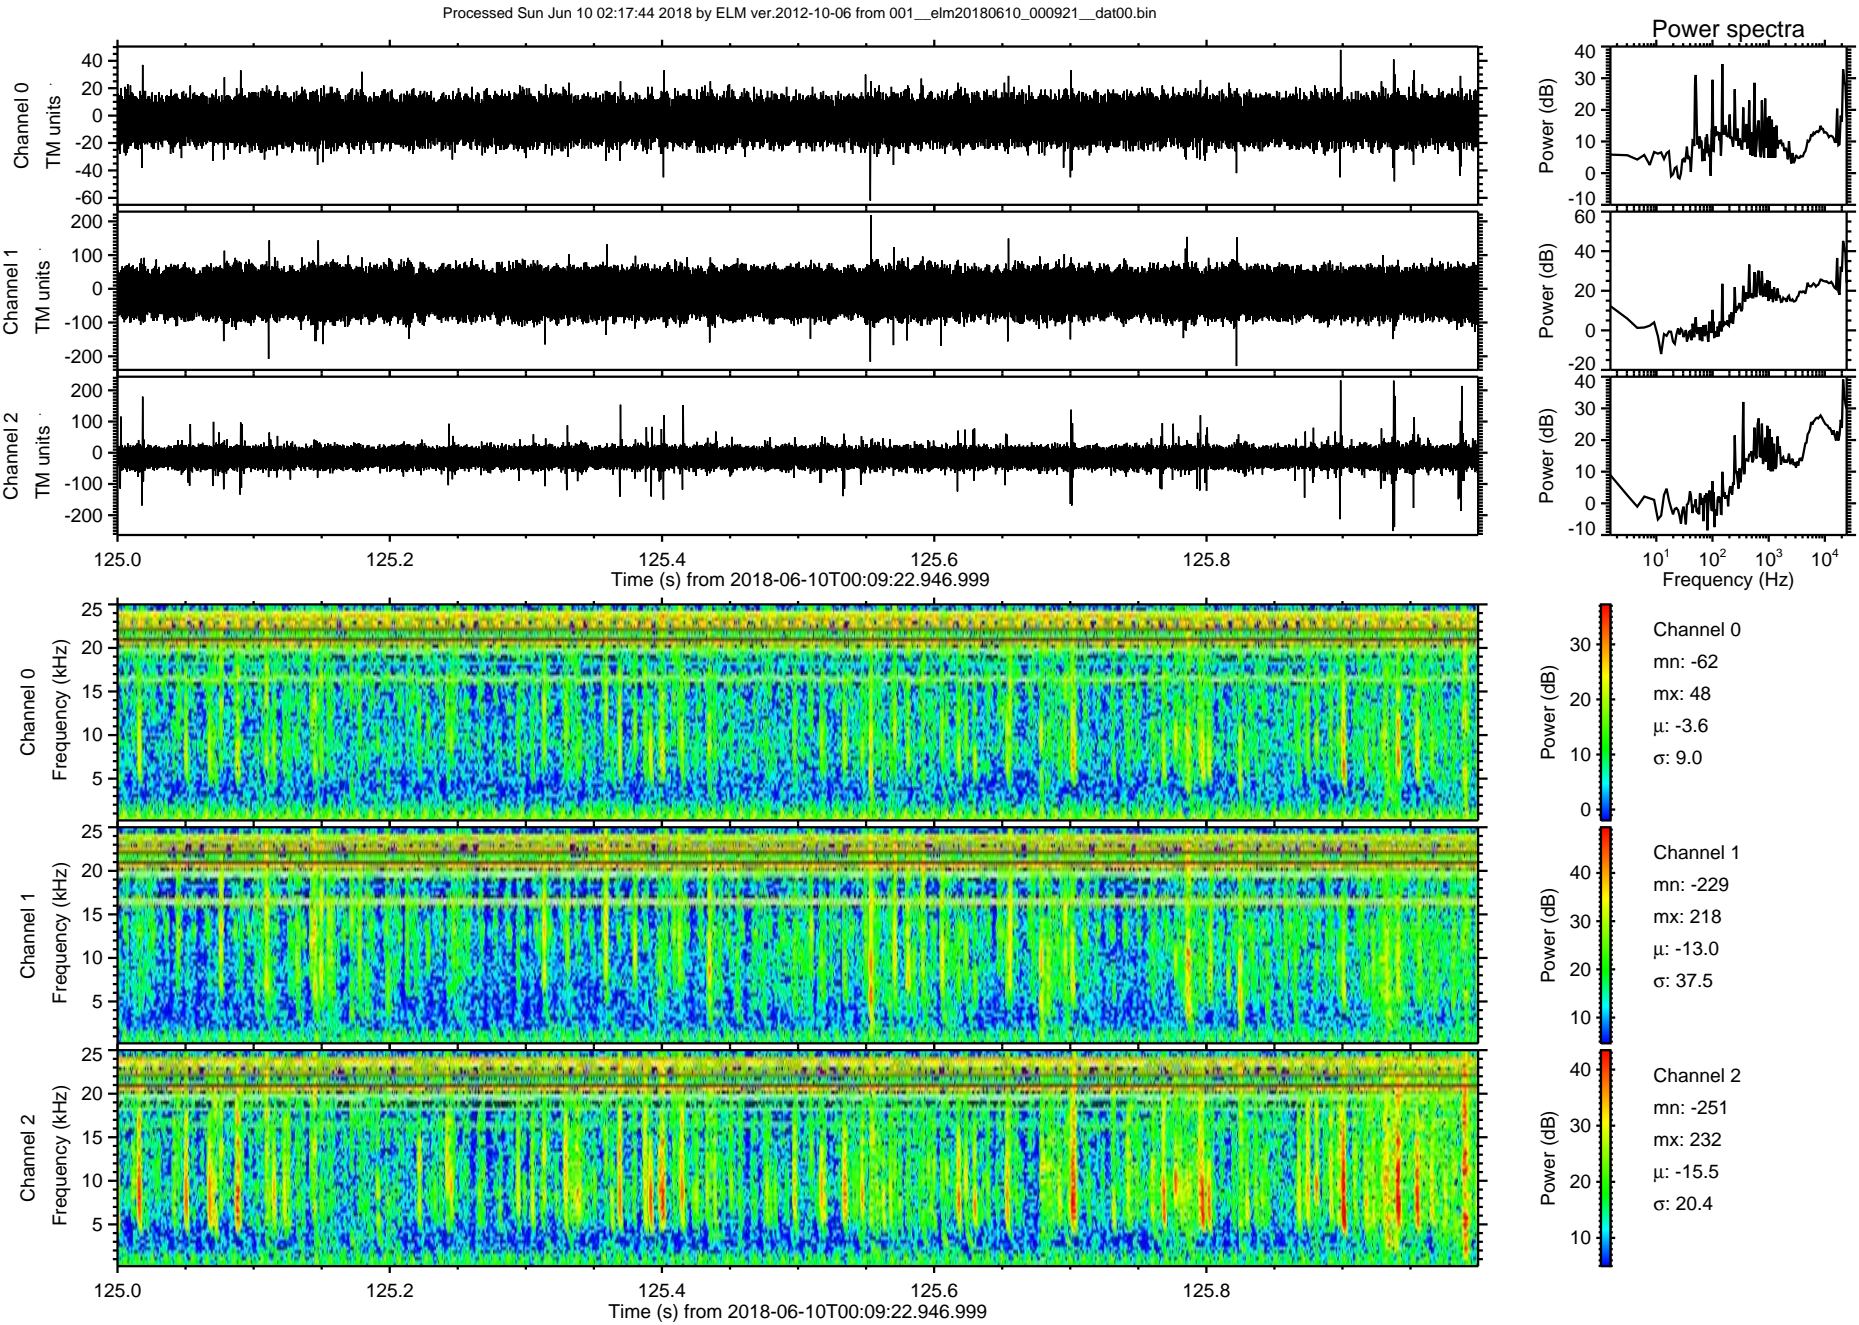 Processed Sun Jun 10 02:17:44 2018 by ELM ver.2012-10-06 from 001__elm20180610_000921__dat00.bin
Power spectra
Channel 0
TM units
40
20
0
-20
-40
-60
Power (dB)
40
30
20
10
0
-10
Channel 1
TM units
200
100
0
-100
-200
Power (dB)
60
40
20
0
-20
Channel 2
TM units
200
100
0
-100
-200
Power (dB)
40
30
20
10
0
-10
125.0 125.2 125.4 125.6 125.8
Time (s) from 2018-06-10T00:09:22.946.999
10^1 10^2 10^3 10^4
Frequency (Hz)
Channel 0
Frequency (kHz)
25
20
15
10
5
Power (dB)
30
20
10
0
Channel 0
mn: -62
mx: 48
μ: -3.6
σ: 9.0
Channel 1
Frequency (kHz)
25
20
15
10
5
Power (dB)
40
30
20
10
Channel 1
mn: -229
mx: 218
μ: -13.0
σ: 37.5
Channel 2
Frequency (kHz)
25
20
15
10
5
Power (dB)
40
30
20
10
Channel 2
mn: -251
mx: 232
μ: -15.5
σ: 20.4
125.0 125.2 125.4 125.6 125.8
Time (s) from 2018-06-10T00:09:22.946.999